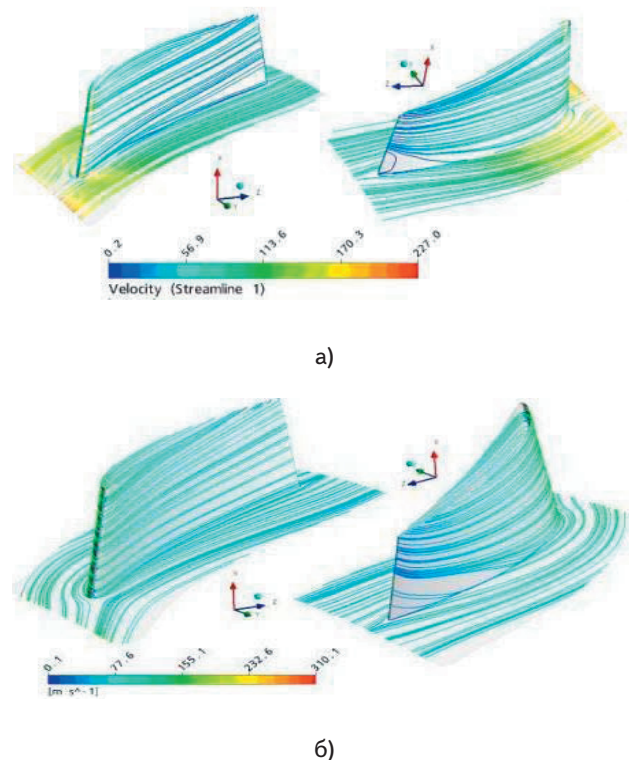 0.2 56.9 113.6 170.3 227.0
Velocity (Streamline 1)
а)
0.1 77.6 155.1 232.6 310.1
[m s^-1]
б)